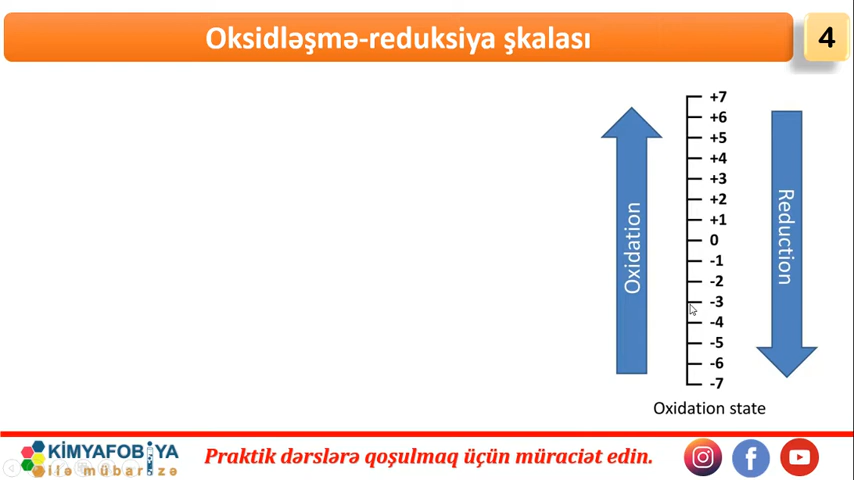 Oksidləşmə-reduksiya şkalası
4
+7
+6
+5
+4
+3
+2
+1
0
-1
-2
-3
-4
-5
-6
-7
Oxidation
Reduction
Oxidation state
KİMYAFOBİYA
ilə mübarizə
Praktik dərslərə qoşulmaq üçün müraciət edin.